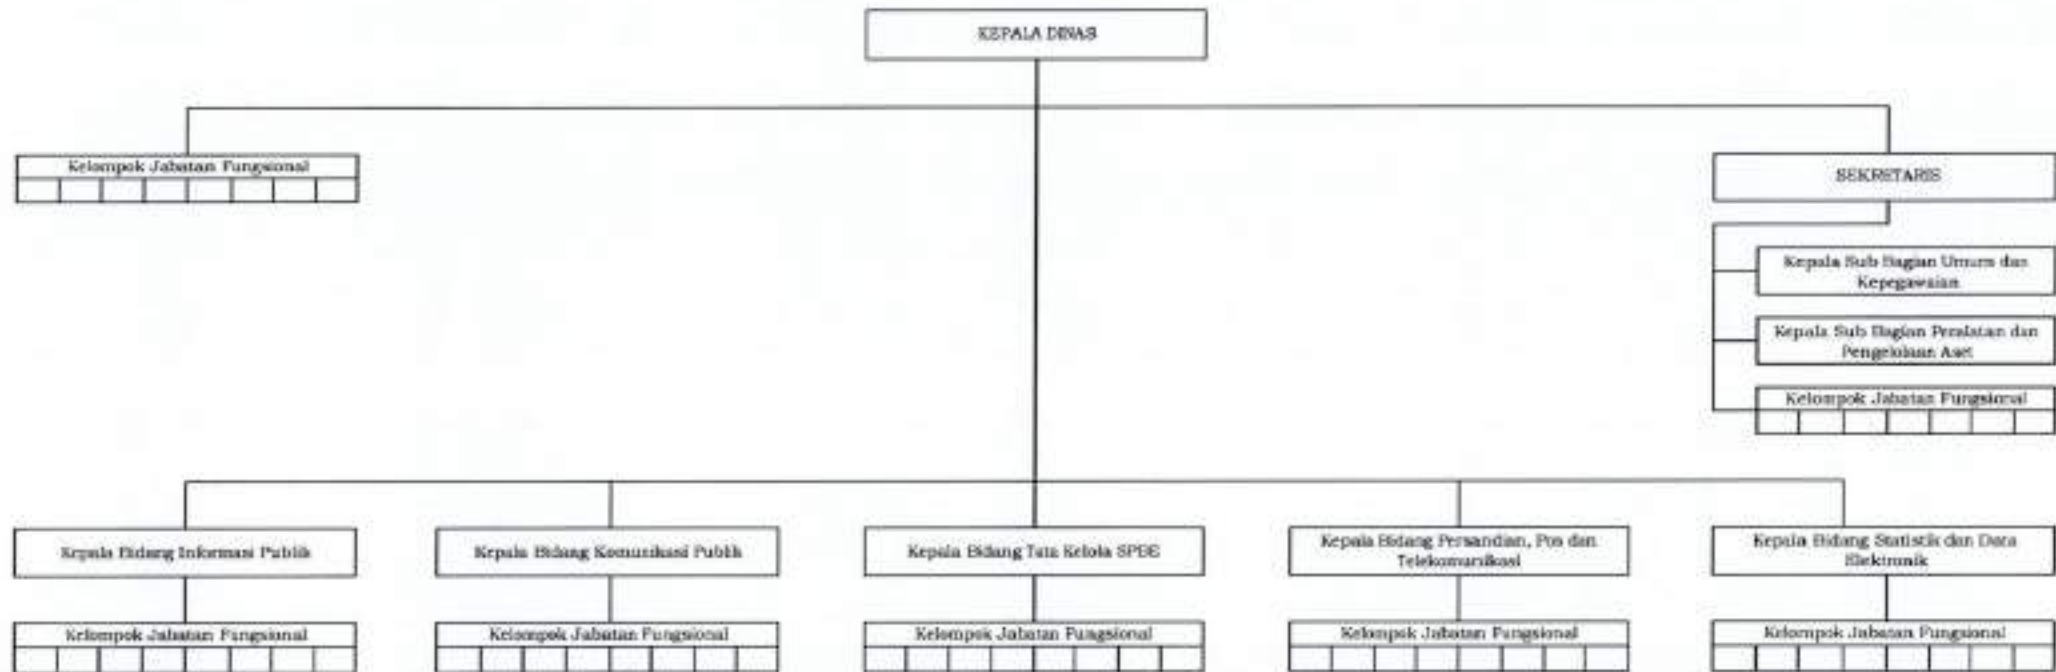 KEPALA DINAS
Kelompok Jabatan Fungsional
SEKRETARIS
Kepala Sub Bagian Umum dan
Kepegawaian
Kepala Sub Bagian Peralatan dan
Pengelolaan Aset
Kelompok Jabatan Fungsional
Kepala Bidang Informasi Publik
Kepala Bidang Komunikasi Publik
Kepala Bidang Tata Kelola SPBE
Kepala Bidang Persandian, Pos dan
Telekomunikasi
Kepala Bidang Statistik dan Data
Elektronik
Kelompok Jabatan Fungsional
Kelompok Jabatan Fungsional
Kelompok Jabatan Fungsional
Kelompok Jabatan Fungsional
Kelompok Jabatan Fungsional